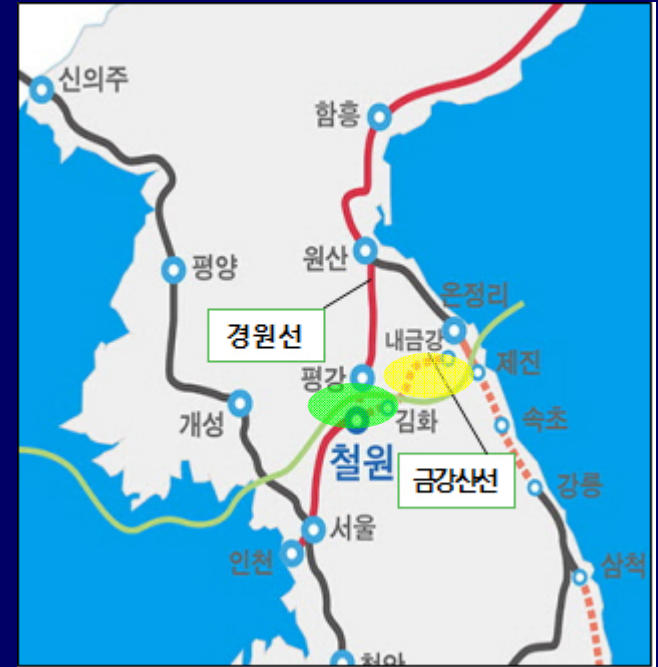 신의주
함흥
평양
원산
온정리
경원선
내금강
평강
제진
개성
김화
속초
철원
금강산선
강릉
서울
인천
삼척
천안